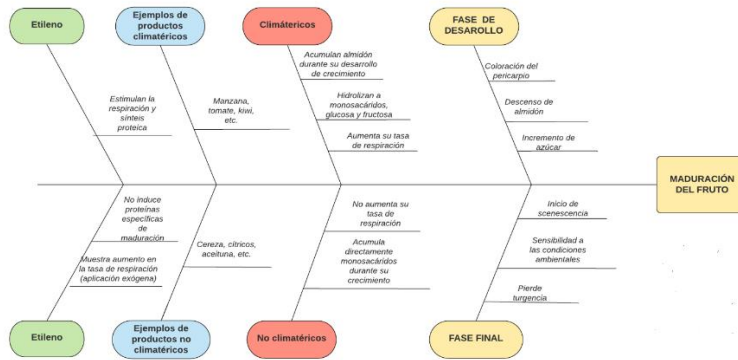 Etileno
Ejemplos de
productos
climatéricos
Climátericos
FASE DE
DESAROLLO
Estimulan la
respiración y
sínteis
proteica
Manzana,
tomate, kiwi,
etc.
Acumulan almidón
durante su desarrollo
de crecimiento
Hidrolizan a
monosacáridos,
glucosa y fructosa
Aumenta su tasa
de respiración
Coloración del
pericarpio
Descenso de
almidón
Incremento de
azúcar
MADURACIÓN
DEL FRUTO
No induce
proteínas
específicas
de
maduración
Muestra aumento en
la tasa de respiración
(aplicación exógena)
Cereza, cítricos,
aceituna, etc.
No aumenta su
tasa de
respiración
Acumula
directamente
monosacáridos
durante su
crecimiento
Inicio de
scenescencia
Sensibilidad a
las condiciones
ambientales
Pierde
turgencia
Etileno
Ejemplos de
productos no
climatéricos
No climatéricos
FASE FINAL